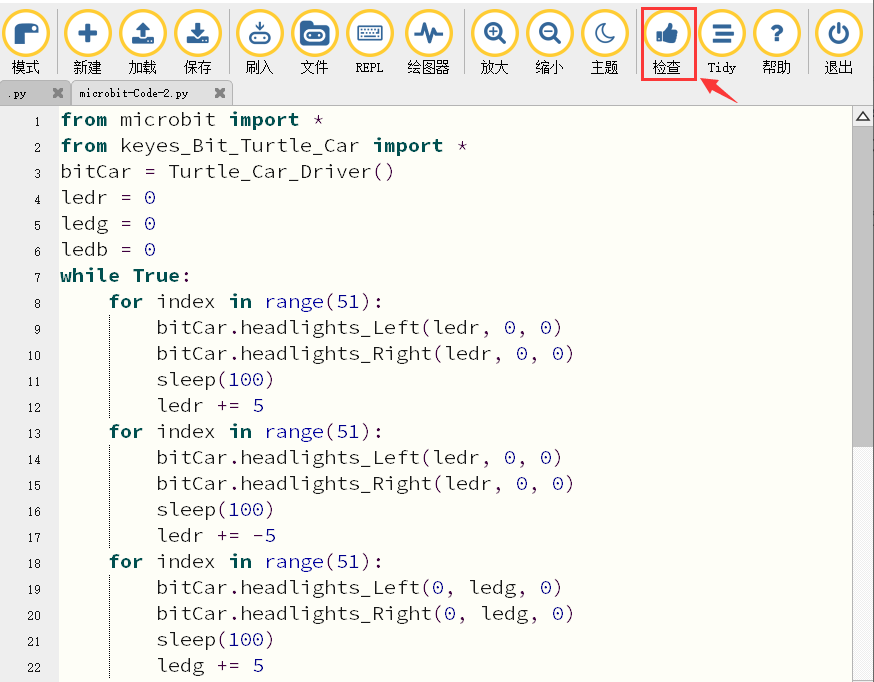 模式 新建 加载 保存 刷入 文件 REPL 绘图器 放大 缩小 主题 检查 Tidy 帮助 退出
.py microbit-Code-2.py
1 from microbit import *
2 from keyes_Bit_Turtle_Car import *
3 bitCar = Turtle_Car_Driver()
4 ledr = 0
5 ledg = 0
6 ledb = 0
7 while True:
8     for index in range(51):
9         bitCar.headlights_Left(ledr, 0, 0)
10         bitCar.headlights_Right(ledr, 0, 0)
11         sleep(100)
12         ledr += 5
13     for index in range(51):
14         bitCar.headlights_Left(ledr, 0, 0)
15         bitCar.headlights_Right(ledr, 0, 0)
16         sleep(100)
17         ledr += -5
18     for index in range(51):
19         bitCar.headlights_Left(0, ledg, 0)
20         bitCar.headlights_Right(0, ledg, 0)
21         sleep(100)
22         ledg += 5